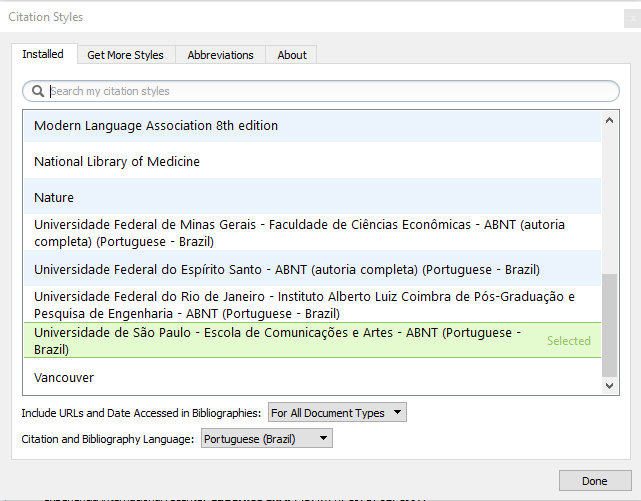 Citation Styles
Installed
Get More Styles
Abbreviations
About
Search my citation styles
Modern Language Association 8th edition
National Library of Medicine
Nature
Universidade Federal de Minas Gerais - Faculdade de Ciências Econômicas - ABNT (autoria
completa) (Portuguese - Brazil)
Universidade Federal do Espírito Santo - ABNT (autoria completa) (Portuguese - Brazil)
Universidade Federal do Rio de Janeiro - Instituto Alberto Luiz Coimbra de Pós-Graduação e
Pesquisa de Engenharia - ABNT (Portuguese - Brazil)
Universidade de São Paulo - Escola de Comunicações e Artes - ABNT (Portuguese -
Brazil)
Selected
Vancouver
Include URLs and Date Accessed in Bibliographies: For All Document Types
Citation and Bibliography Language: Portuguese (Brazil)
Done